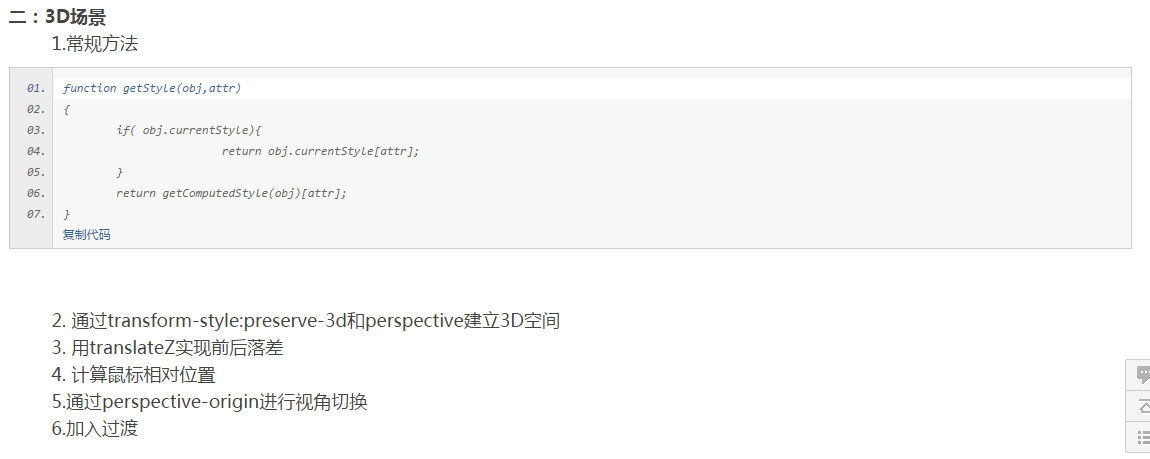 二：3D场景
1.常规方法
01. function getStyle(obj,attr)
02. {
03. if( obj.currentStyle){
04. return obj.currentStyle[attr];
05. }
06. return getComputedStyle(obj)[attr];
07. }
复制代码
2. 通过transform-style:preserve-3d和perspective建立3D空间
3. 用translateZ实现前后落差
4. 计算鼠标相对位置
5.通过perspective-origin进行视角切换
6.加入过渡